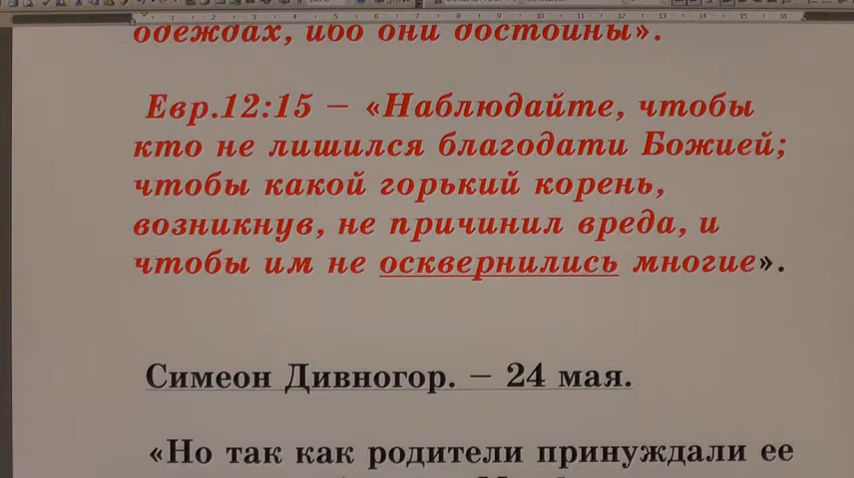 одеждах, ибо они достойны».
Евр.12:15 – «Наблюдайте, чтобы
кто не лишился благодати Божией;
чтобы какой горький корень,
возникнув, не причинил вреда, и
чтобы им не осквернились многие».
Симеон Дивногор. – 24 мая.
«Но так как родители принуждали ее